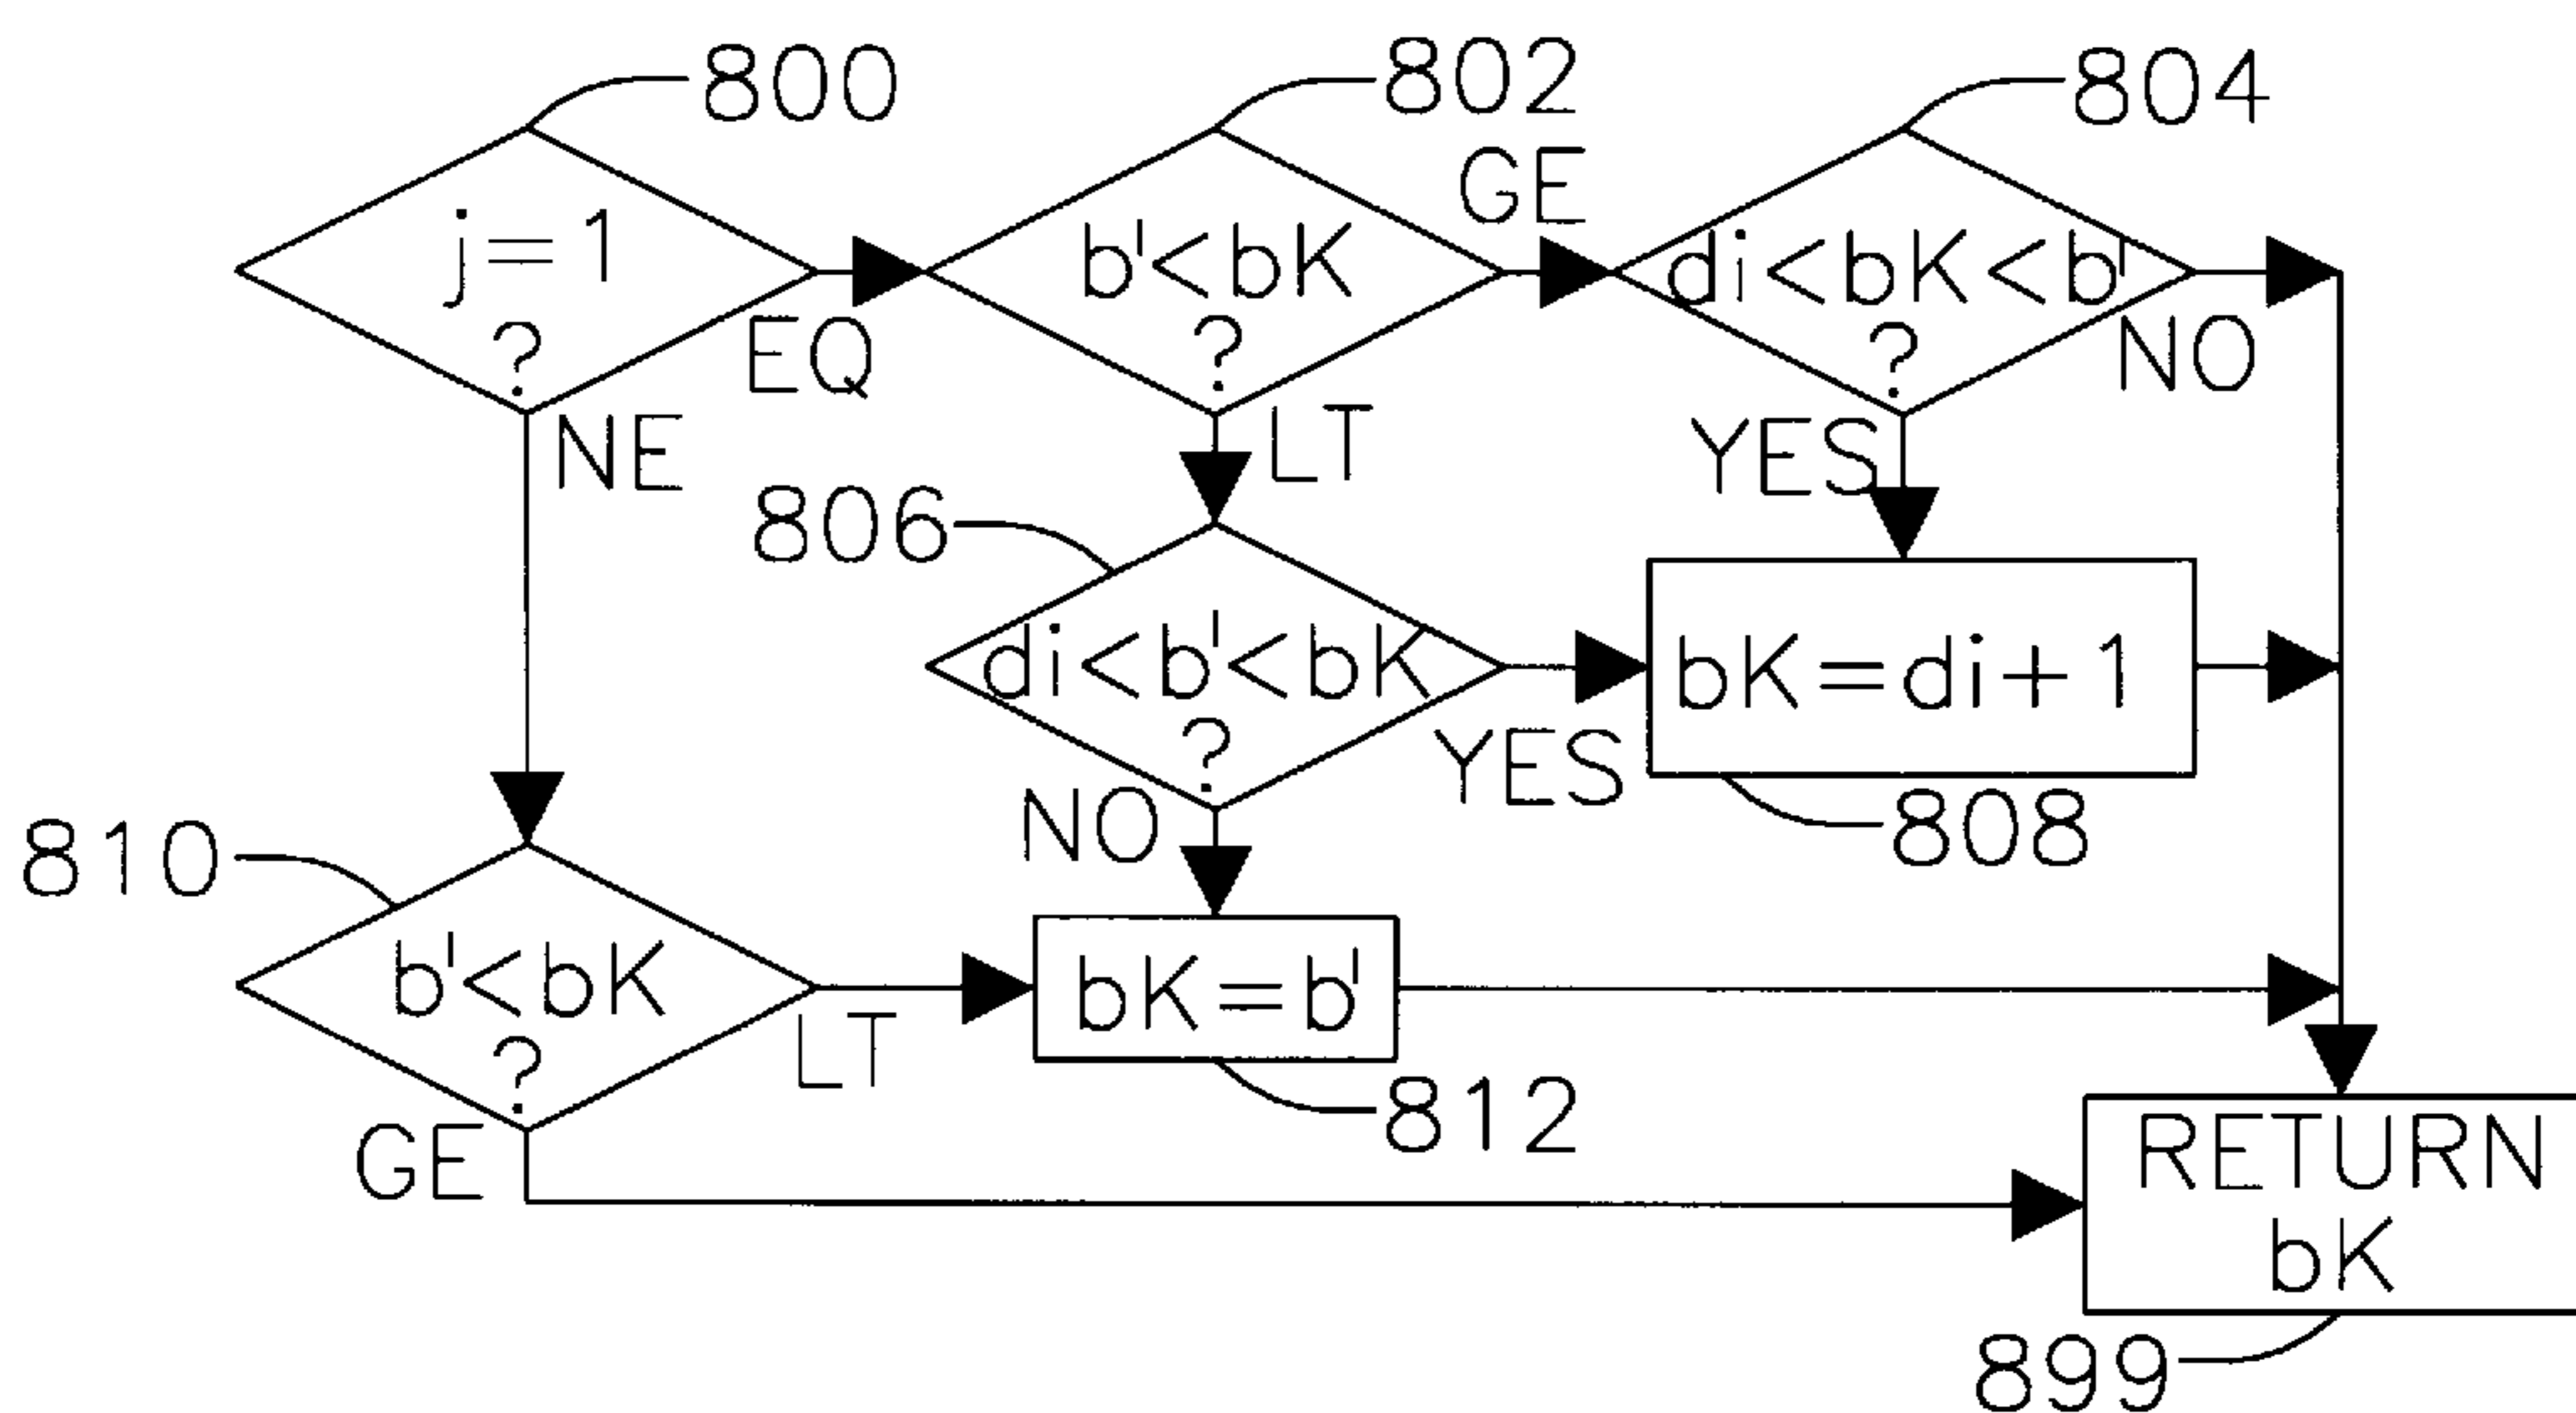 800
802
804
j=1
?
EQ
NE
b'<bK
?
GE
LT
di<bK<b'
?
NO
YES
806
di<b'<bK
?
YES
NO
bK=di+1
808
810
b'<bK
?
LT
GE
bK=b'
812
RETURN
bK
899